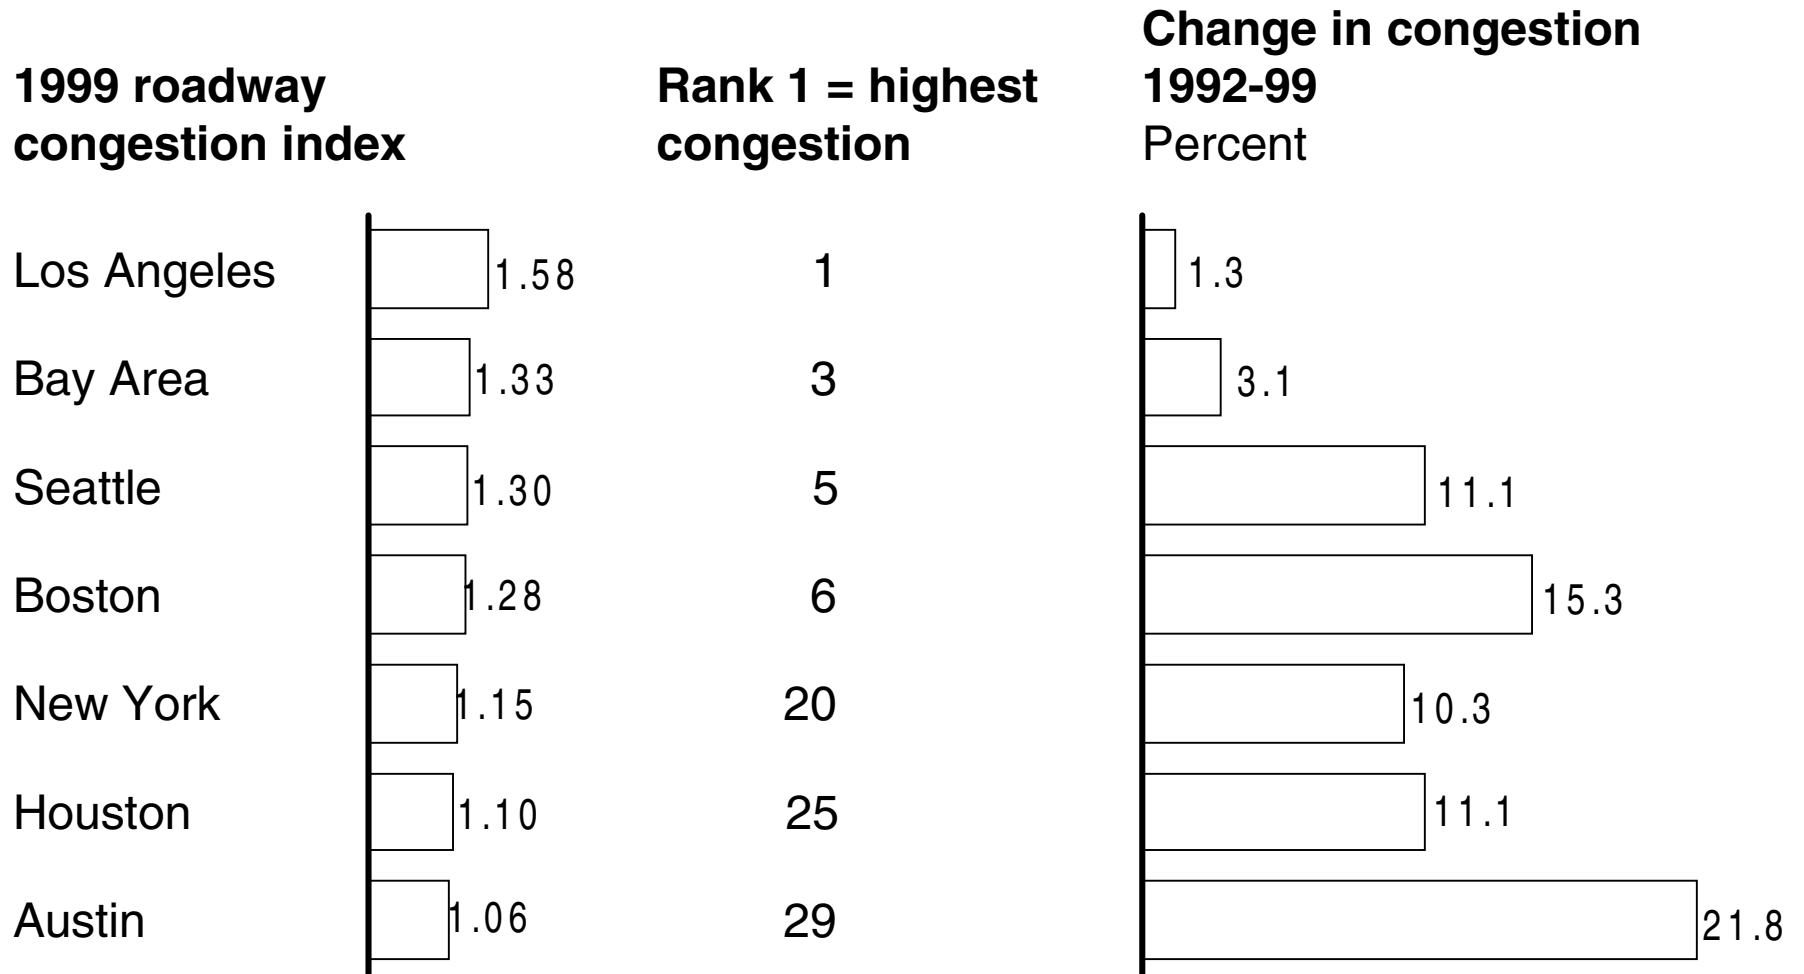 Change in congestion
1999 roadway Rank 1 = highest 1992-99
congestion index congestion Percent
Los Angeles 1.58 1 1.3
Bay Area 1.33 3 3.1
Seattle 1.30 5 11.1
Boston 1.28 6 15.3
New York 1.15 20 10.3
Houston 1.10 25 11.1
Austin 1.06 29 21.8